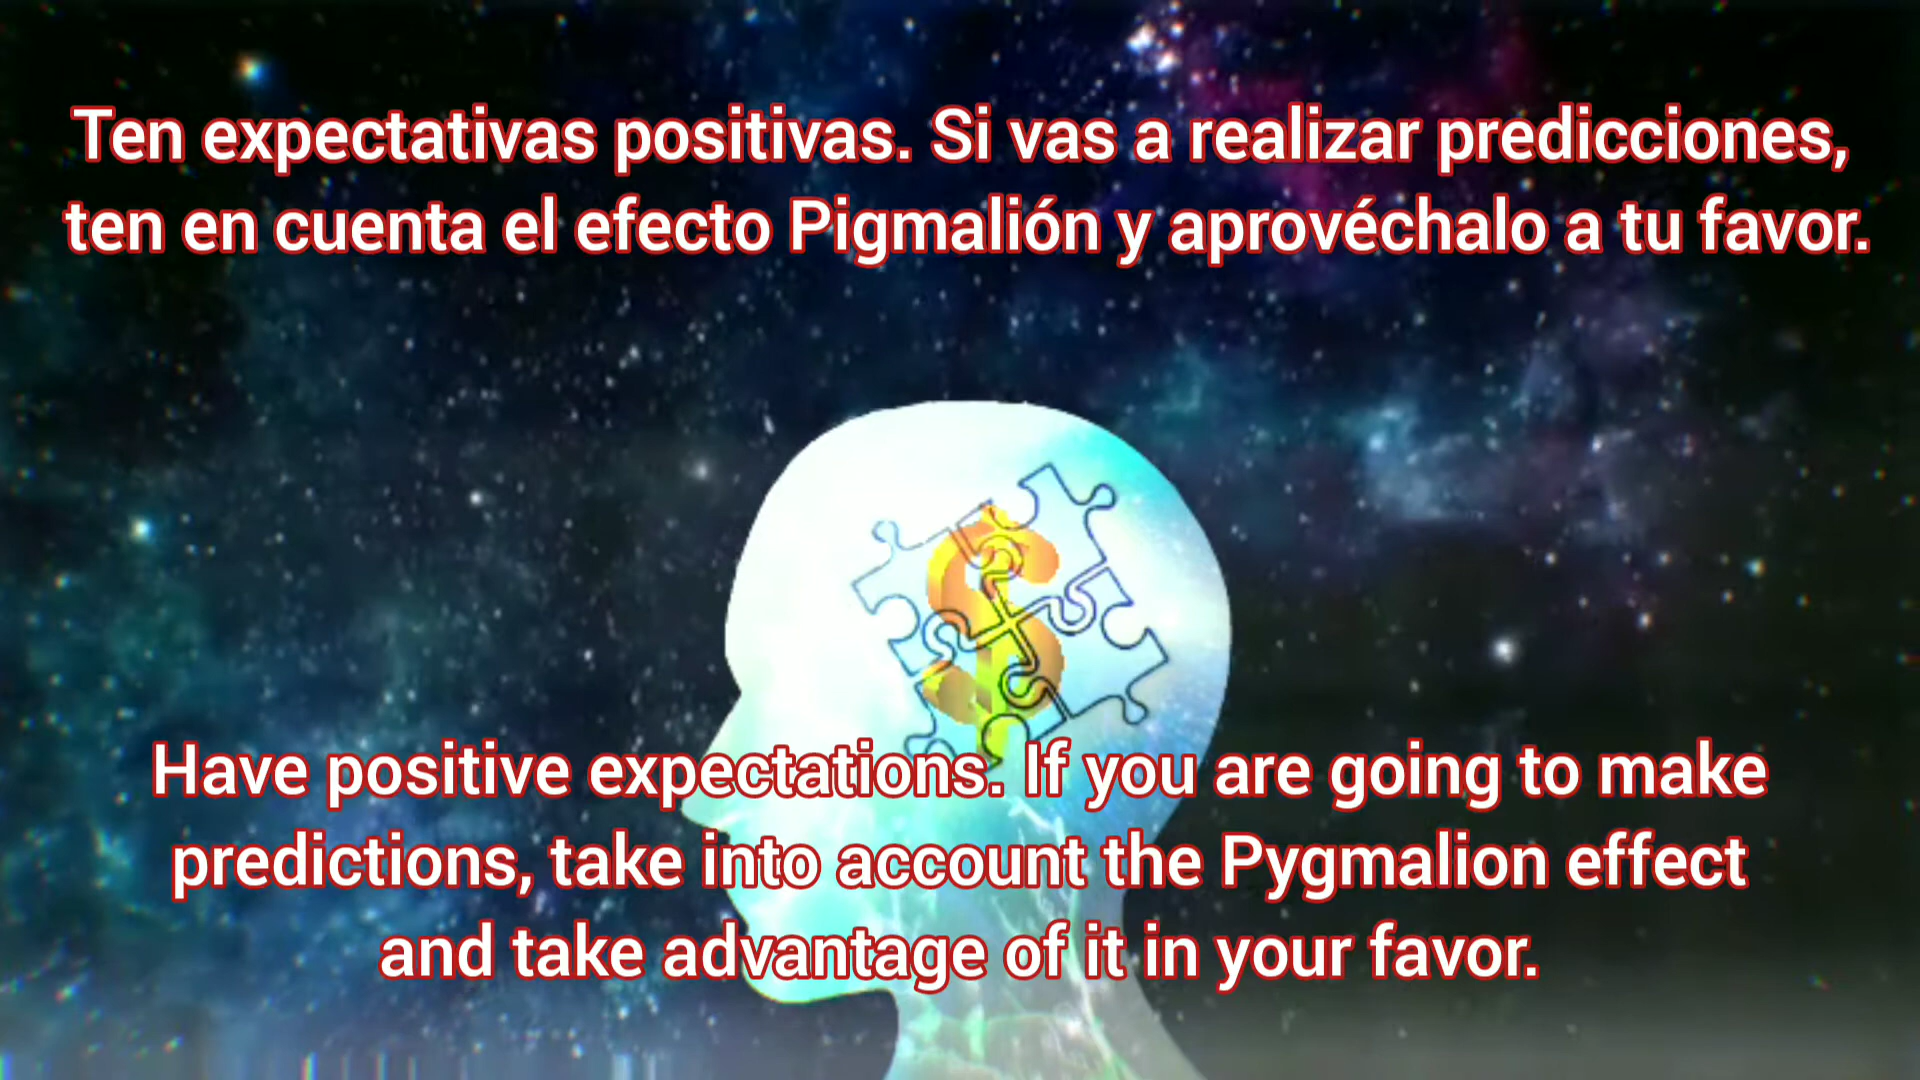 Ten expectativas positivas. Si vas a realizar predicciones,
ten en cuenta el efecto Pigmalión y aprovéchalo a tu favor.
Have positive expectations. If you are going to make
predictions, take into account the Pygmalion effect
and take advantage of it in your favor.